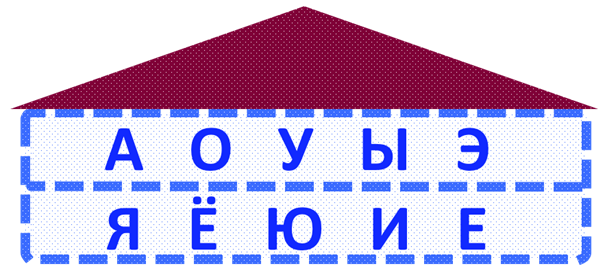 А О У Ы Э
Я Ё Ю И Е